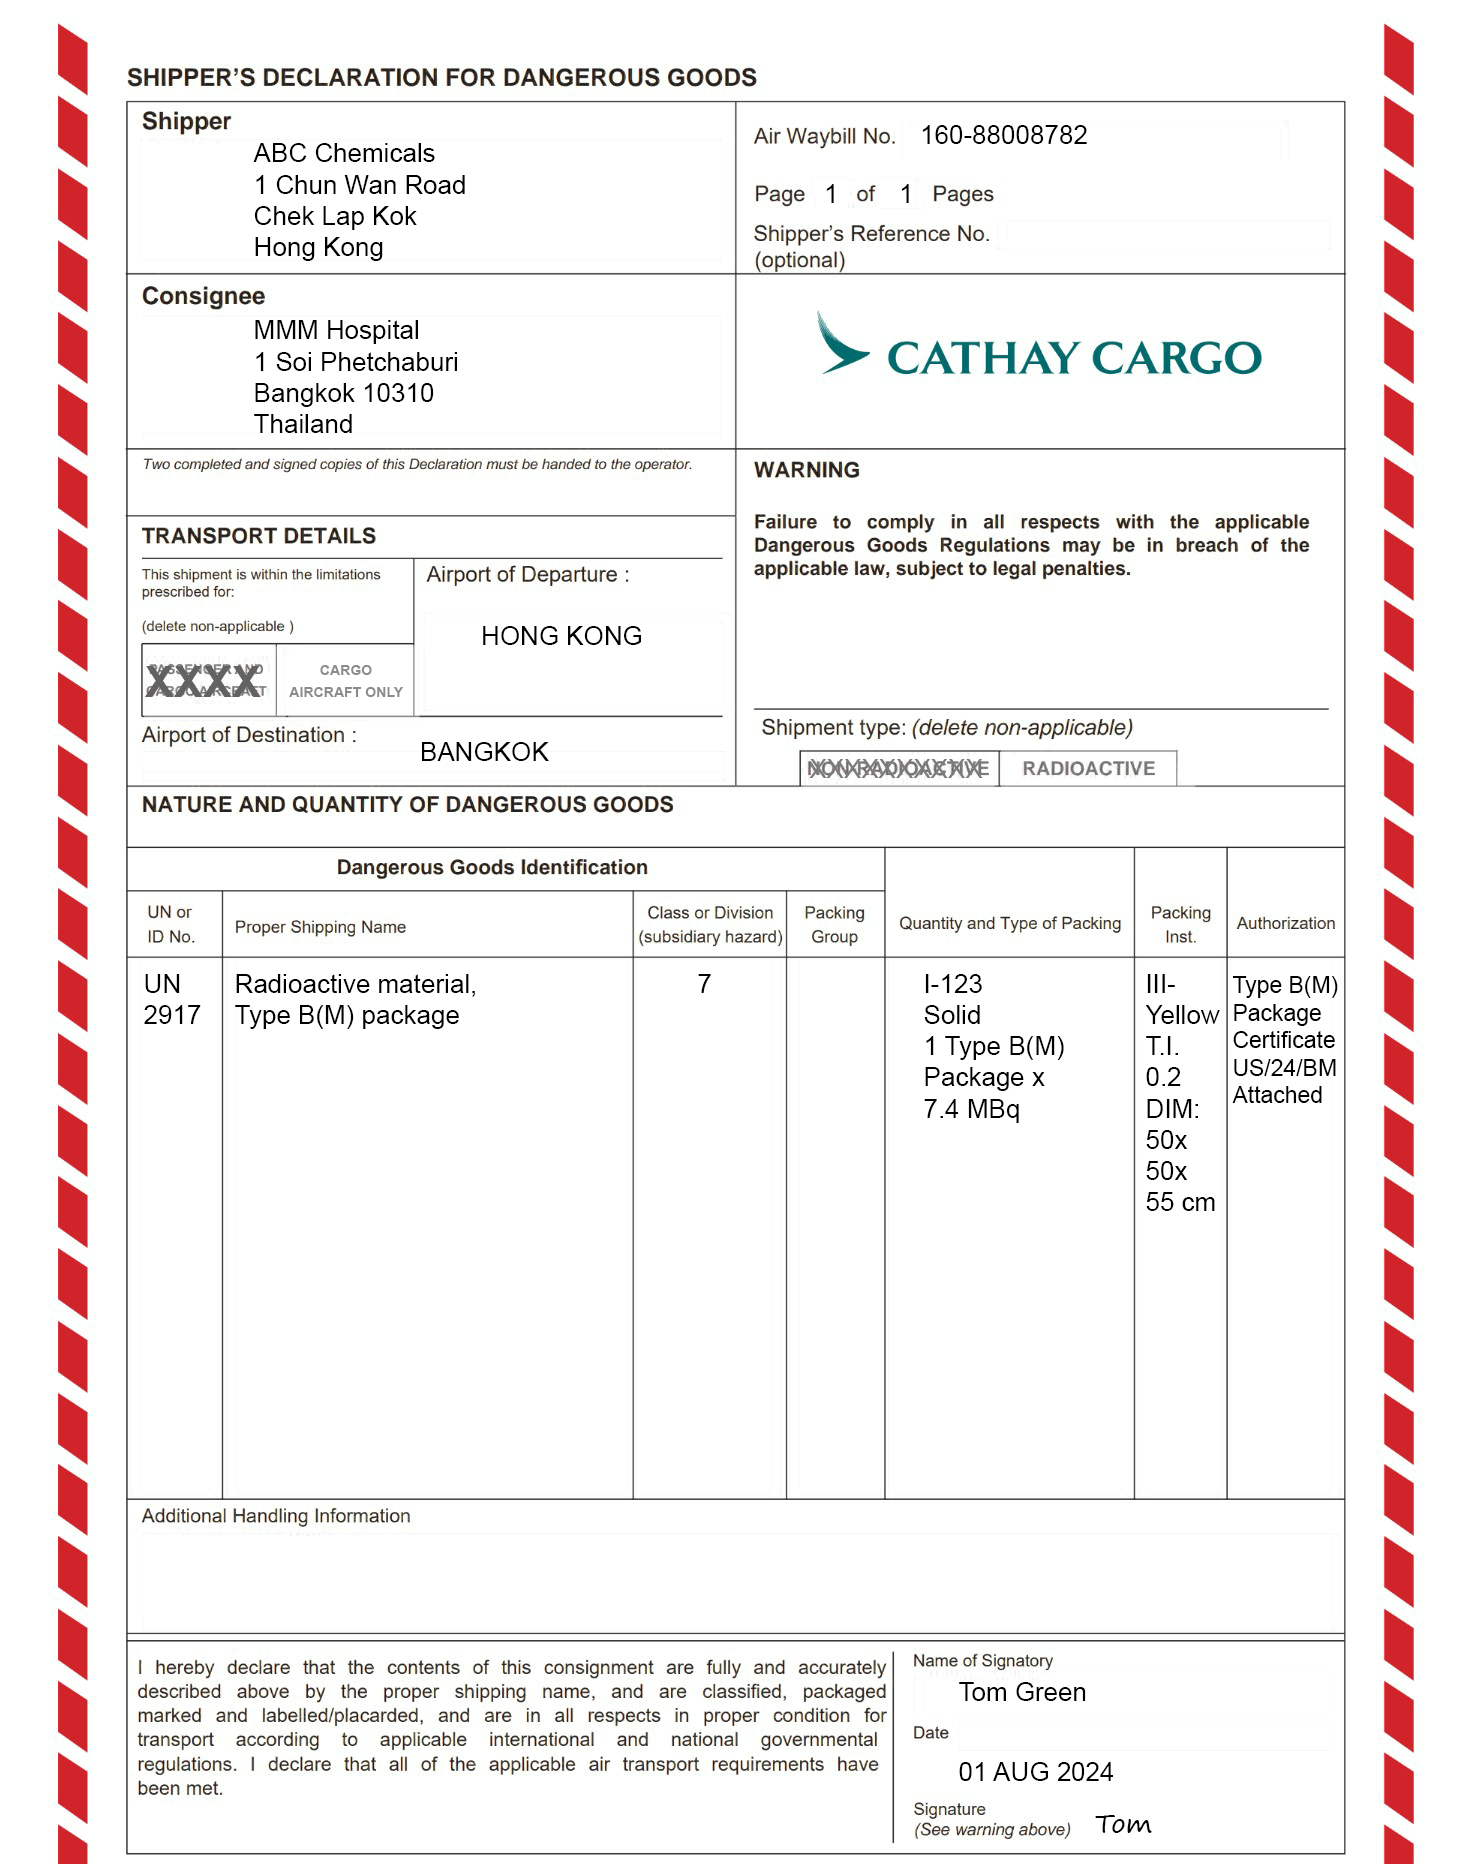 SHIPPER'S DECLARATION FOR DANGEROUS GOODS
Shipper
ABC Chemicals
1 Chun Wan Road
Chek Lap Kok
Hong Kong
Air Waybill No. 160-88008782
Page 1 of 1 Pages
Shipper's Reference No.
(optional)
Consignee
MMM Hospital
1 Soi Phetchaburi
Bangkok 10310
Thailand
CATHAY CARGO
Two completed and signed copies of this Declaration must be handed to the operator.
WARNING
Failure to comply in all respects with the applicable
Dangerous Goods Regulations may be in breach of the
applicable law, subject to legal penalties.
TRANSPORT DETAILS
This shipment is within the limitations
prescribed for:
(delete non-applicable )
PASSENGER AND
CARGO AIRCRAFT
XXXX
CARGO
AIRCRAFT ONLY
Airport of Departure :
HONG KONG
Airport of Destination :
BANGKOK
Shipment type: (delete non-applicable)
NON-RADIOACTIVE
RADIOACTIVE
NATURE AND QUANTITY OF DANGEROUS GOODS
Dangerous Goods Identification
UN or
ID No.
Proper Shipping Name
Class or Division
(subsidiary hazard)
Packing
Group
Quantity and Type of Packing
Packing
Inst.
Authorization
UN
2917
Radioactive material,
Type B(M) package
7
I-123
Solid
1 Type B(M)
Package x
7.4 MBq
III-
Yellow
T.I.
0.2
DIM:
50x
50x
55 cm
Type B(M)
Package
Certificate
US/24/BM
Attached
Additional Handling Information
I hereby declare that the contents of this consignment are fully and accurately
described above by the proper shipping name, and are classified, packaged
marked and labelled/placarded, and are in all respects in proper condition for
transport according to applicable international and national governmental
regulations. I declare that all of the applicable air transport requirements have
been met.
Name of Signatory
Tom Green
Date
01 AUG 2024
Signature
(See warning above) Tom